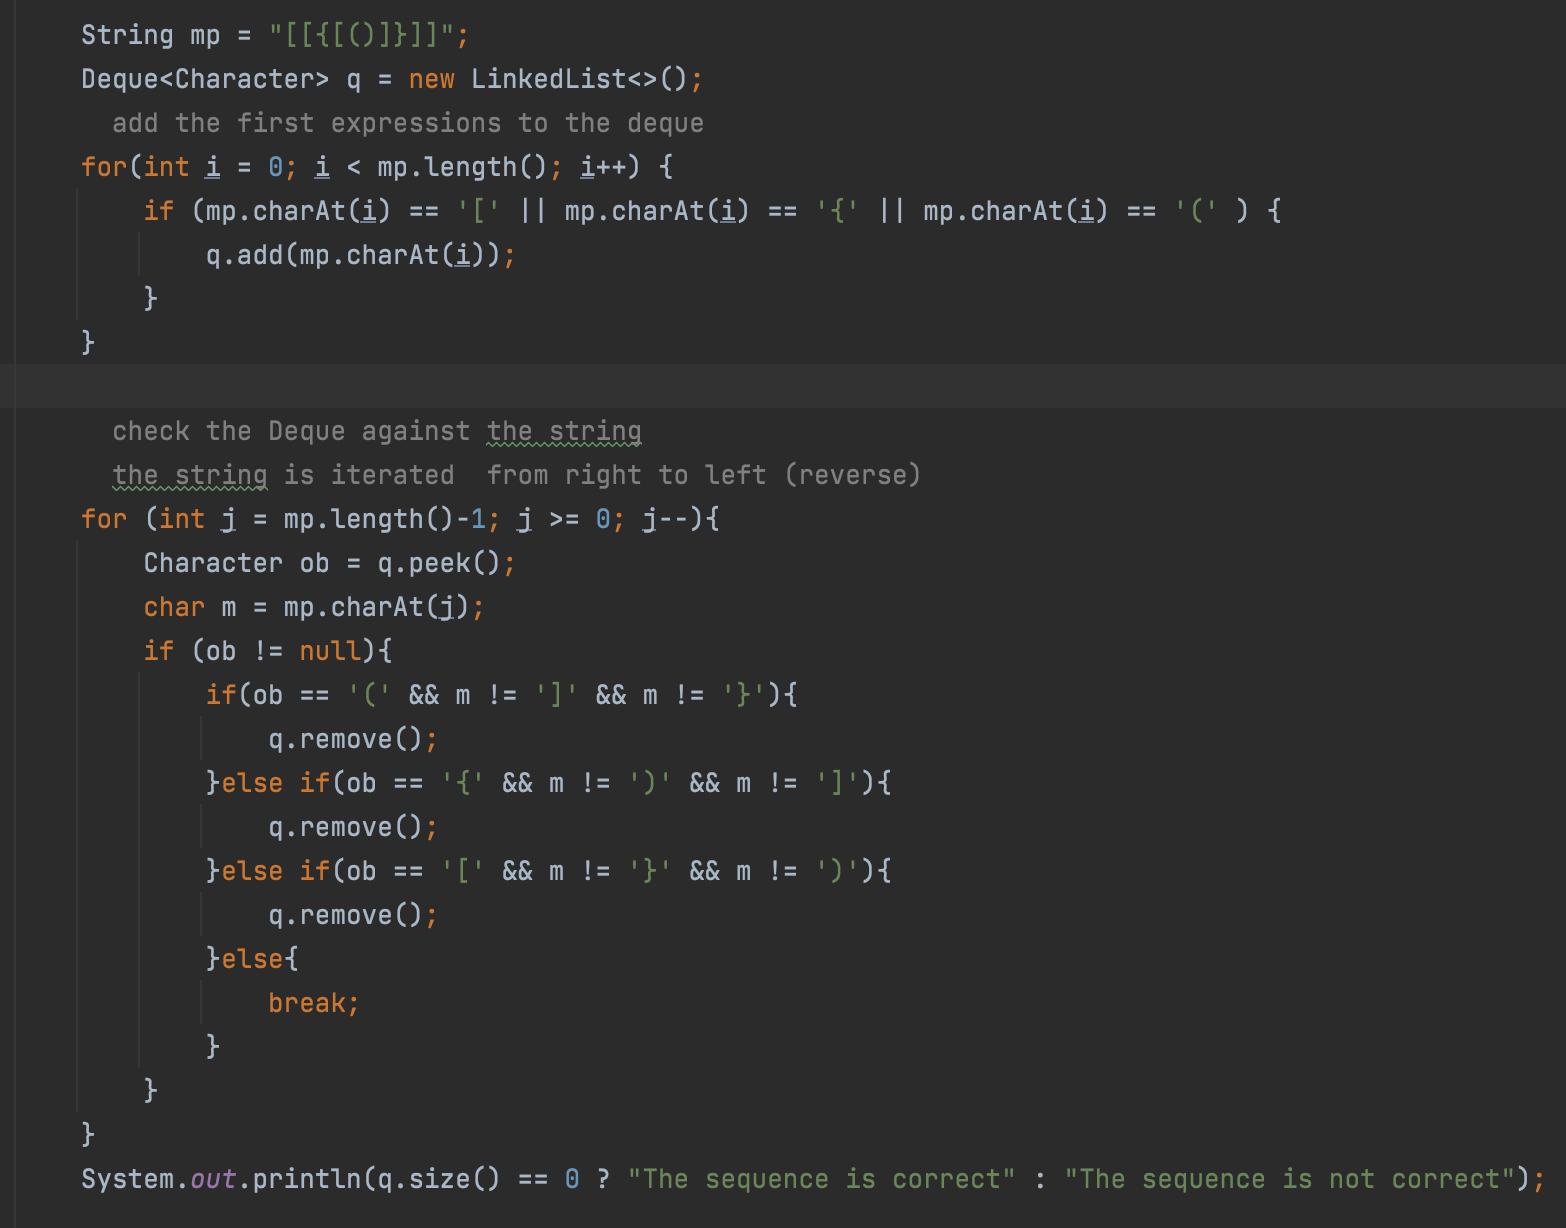 String mp = "[[{[()]}]]";
Deque<Character> q = new LinkedList<>();
add the first expressions to the deque
for(int i = 0; i < mp.length(); i++) {
if (mp.charAt(i) == '[' || mp.charAt(i) == '{' || mp.charAt(i) == '(' ) {
q.add(mp.charAt(i));
}
}
check the Deque against the string
the string is iterated  from right to left (reverse)
for (int j = mp.length()-1; j >= 0; j--){
Character ob = q.peek();
char m = mp.charAt(j);
if (ob != null){
if(ob == '(' && m != ']' && m != '}'){
q.remove();
}else if(ob == '{' && m != ')' && m != ']'){
q.remove();
}else if(ob == '[' && m != '}' && m != ')'){
q.remove();
}else{
break;
}
}
}
System.out.println(q.size() == 0 ? "The sequence is correct" : "The sequence is not correct");